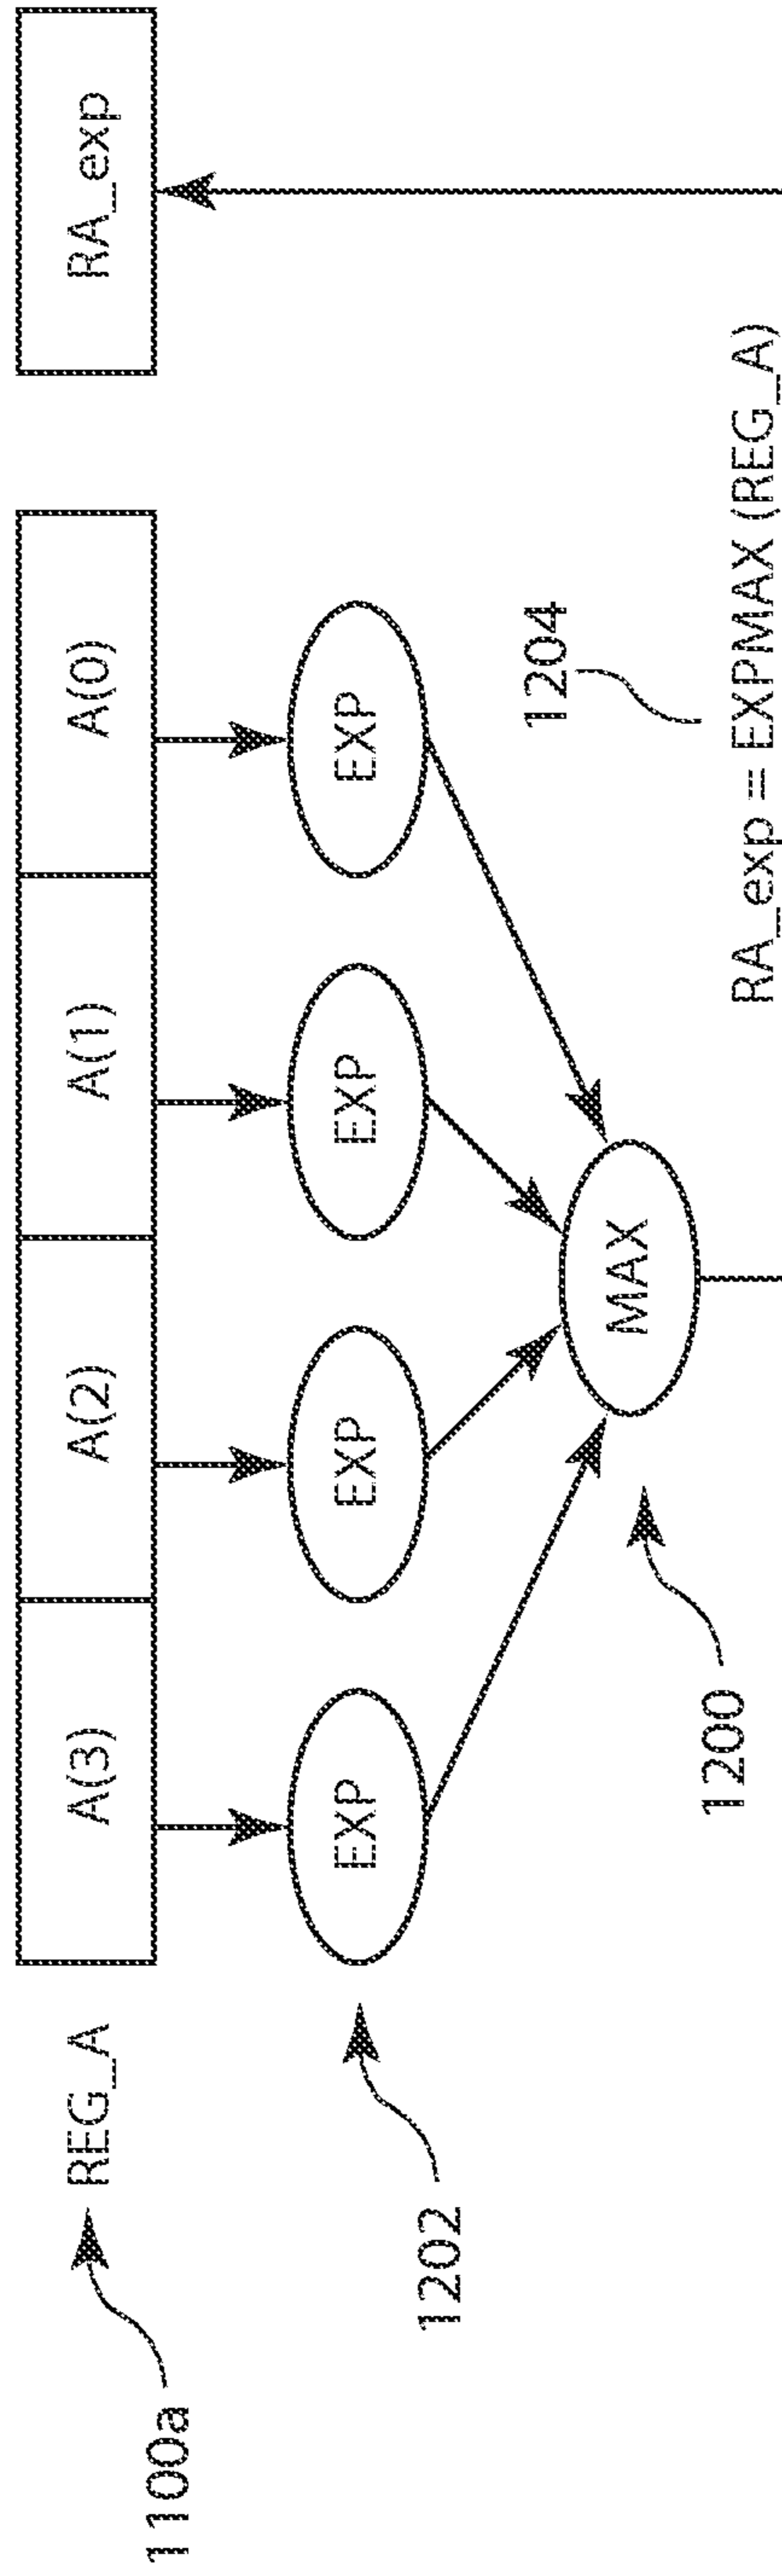 1100a
REG_A
A(3)
A(2)
A(1)
A(0)
RA_exp
1202
EXP
EXP
EXP
EXP
MAX
1204
1200
RA_exp = EXPMAX (REG_A)